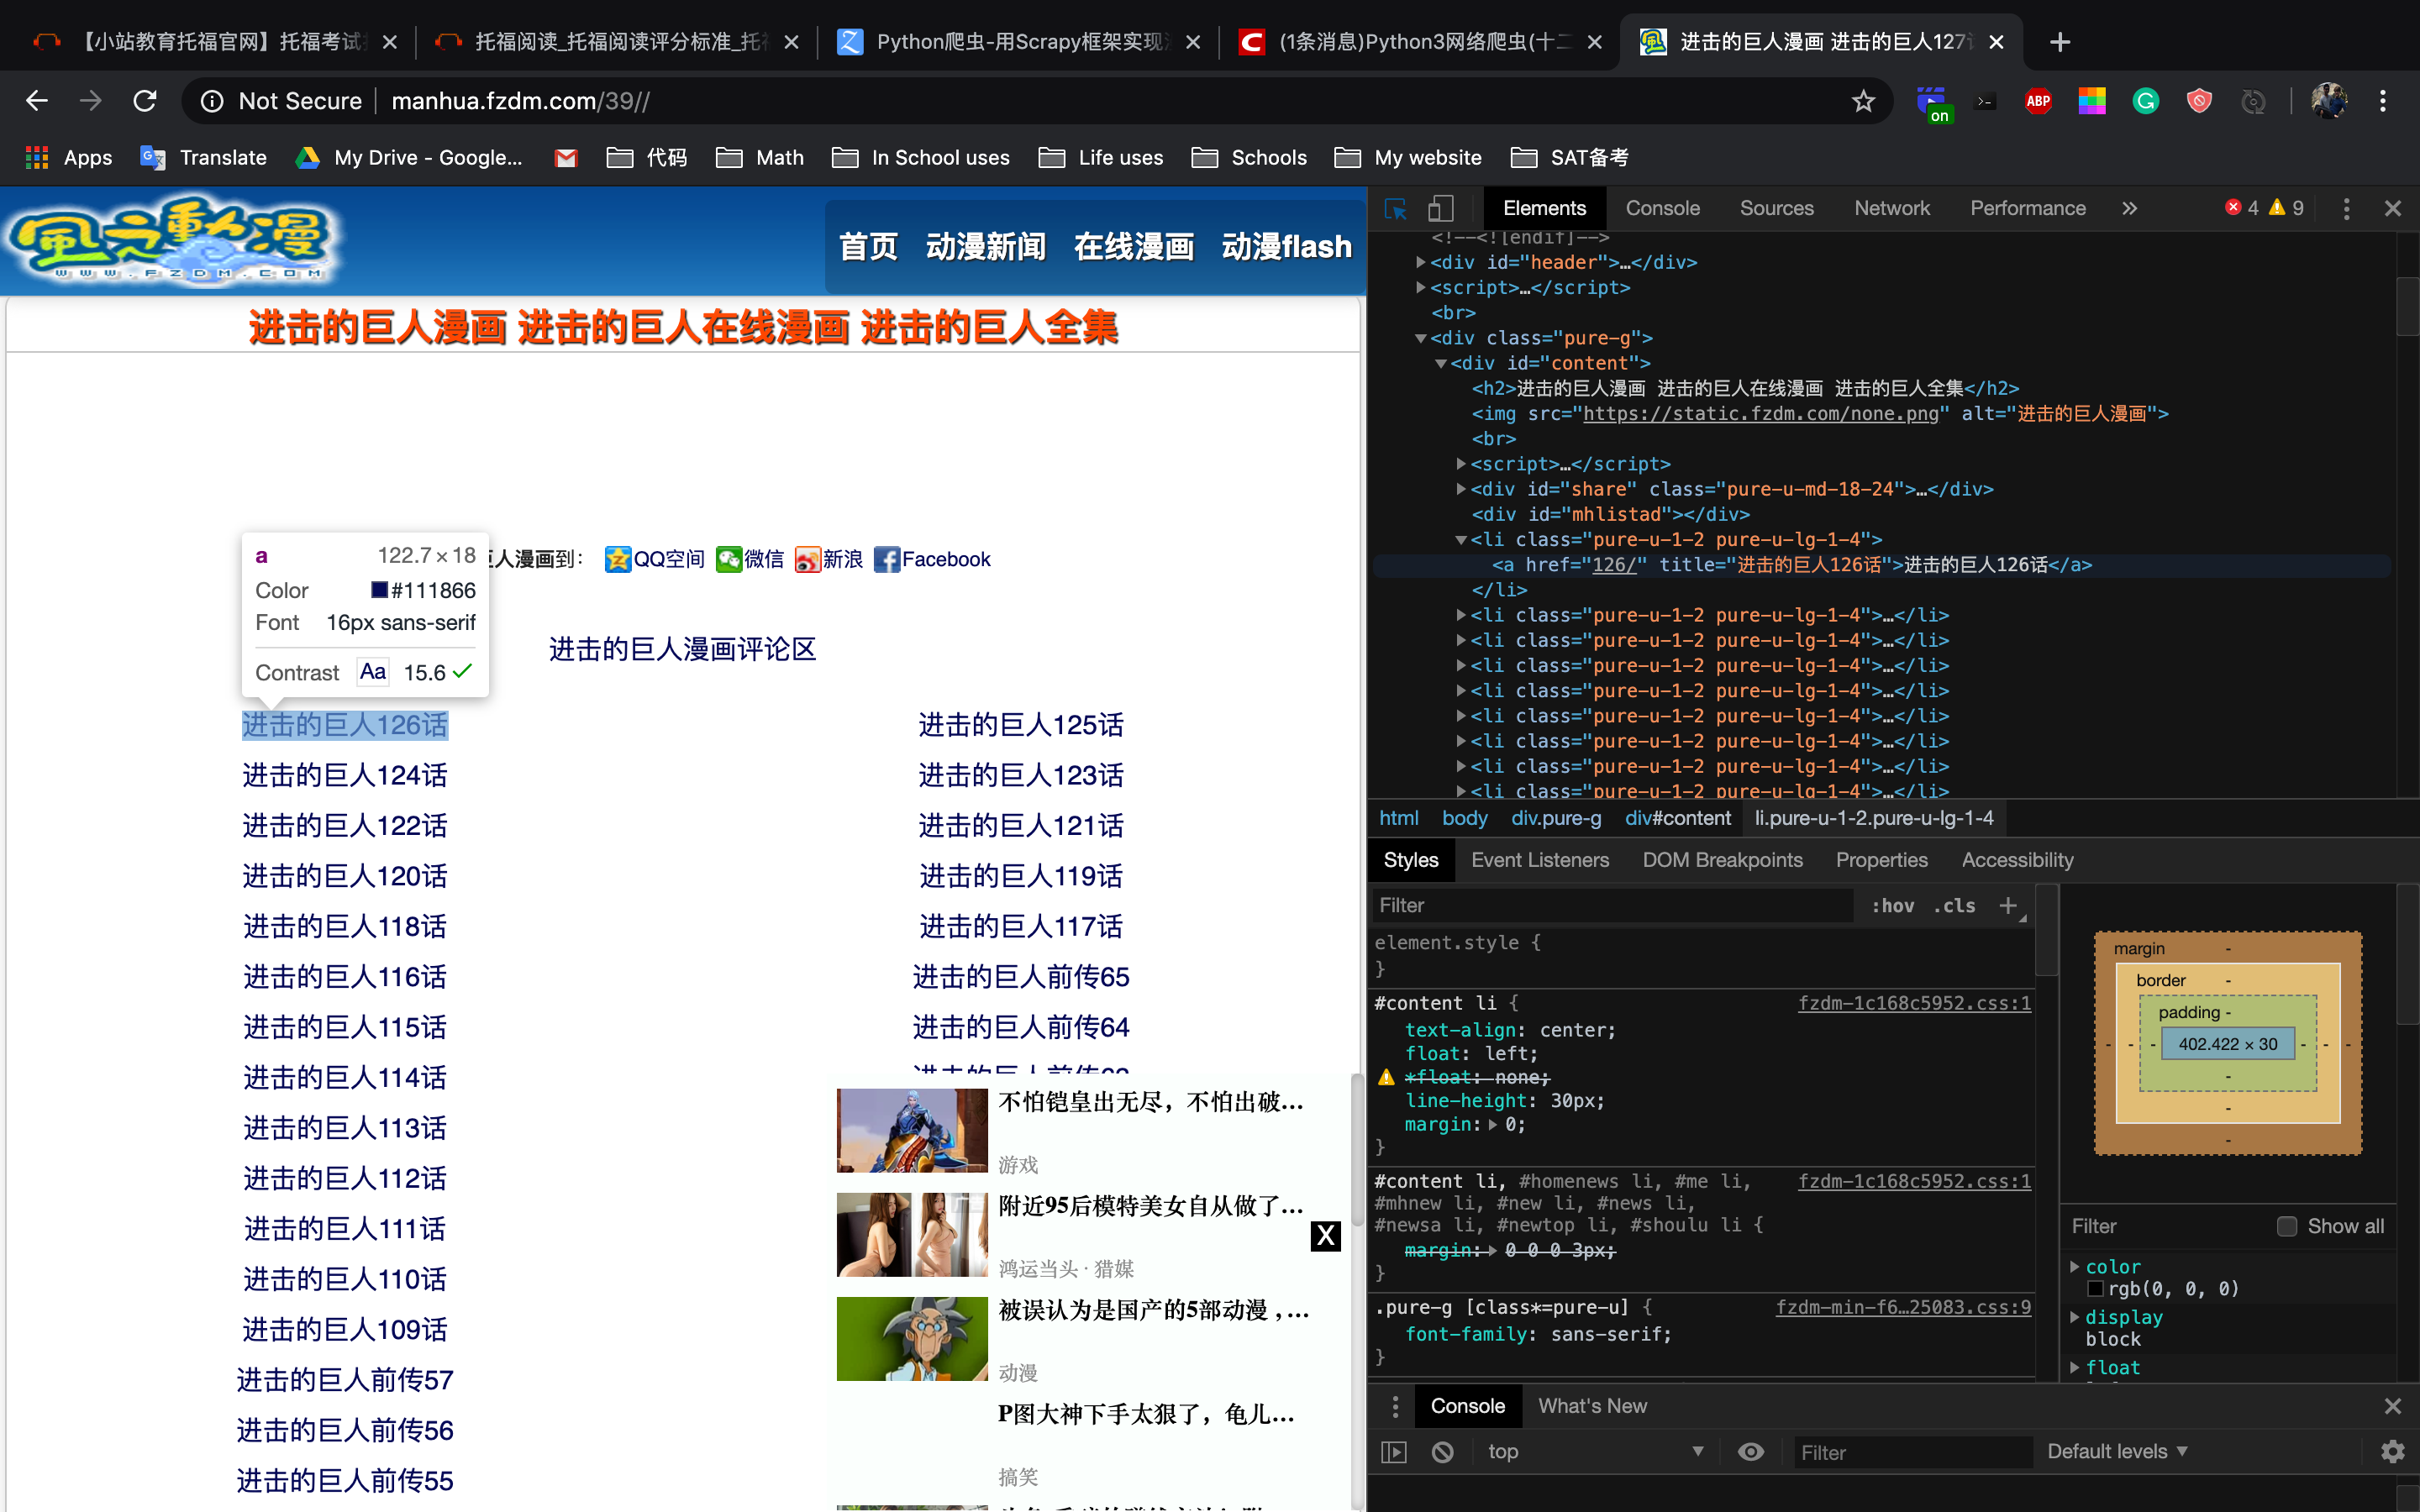 【小站教育托福官网】托福考试
托福阅读_托福阅读评分标准_托
Python爬虫-用Scrapy框架实现
(1条消息)Python3网络爬虫(十二
进击的巨人漫画 进击的巨人127
Not Secure
manhua.fzdm.com/39//
on
ABP
Apps
Translate
My Drive - Google...
代码
Math
In School uses
Life uses
Schools
My website
SAT备考
風之動漫
WWW.FZDM.COM
首页 动漫新闻 在线漫画 动漫flash
进击的巨人漫画 进击的巨人在线漫画 进击的巨人全集
a 122.7 × 18
Color #111866
Font 16px sans-serif
Contrast Aa 15.6
巨人漫画到： QQ空间 微信 新浪 Facebook
进击的巨人漫画评论区
进击的巨人126话 进击的巨人125话
进击的巨人124话 进击的巨人123话
进击的巨人122话 进击的巨人121话
进击的巨人120话 进击的巨人119话
进击的巨人118话 进击的巨人117话
进击的巨人116话 进击的巨人前传65
进击的巨人115话 进击的巨人前传64
进击的巨人114话
进击的巨人113话
进击的巨人112话
进击的巨人111话
进击的巨人110话
进击的巨人109话
进击的巨人前传57
进击的巨人前传56
进击的巨人前传55
不怕铠皇出无尽，不怕出破...
游戏
附近95后模特美女自从做了...
鸿运当头 · 猎媒
X
被误认为是国产的5部动漫，...
动漫
P图大神下手太狠了，龟儿...
搞笑
Elements Console Sources Network Performance » 4 9
<!--<![endif]-->
<div id="header">…</div>
<script>…</script>
<br>
<div class="pure-g">
<div id="content">
<h2>进击的巨人漫画 进击的巨人在线漫画 进击的巨人全集</h2>
<img src="https://static.fzdm.com/none.png" alt="进击的巨人漫画">
<br>
<script>…</script>
<div id="share" class="pure-u-md-18-24">…</div>
<div id="mhlistad"></div>
<li class="pure-u-1-2 pure-u-lg-1-4">
<a href="126/" title="进击的巨人126话">进击的巨人126话</a>
</li>
<li class="pure-u-1-2 pure-u-lg-1-4">…</li>
<li class="pure-u-1-2 pure-u-lg-1-4">…</li>
<li class="pure-u-1-2 pure-u-lg-1-4">…</li>
<li class="pure-u-1-2 pure-u-lg-1-4">…</li>
<li class="pure-u-1-2 pure-u-lg-1-4">…</li>
<li class="pure-u-1-2 pure-u-lg-1-4">…</li>
<li class="pure-u-1-2 pure-u-lg-1-4">…</li>
<li class="pure-u-1-2 pure-u-lg-1-4">…</li>
html body div.pure-g div#content li.pure-u-1-2.pure-u-lg-1-4
Styles Event Listeners DOM Breakpoints Properties Accessibility
Filter :hov .cls +
element.style {
}
#content li { fzdm-1c168c5952.css:1
text-align: center;
float: left;
*float: none;
line-height: 30px;
margin: 0;
}
#content li, #homenews li, #me li, fzdm-1c168c5952.css:1
#mhnew li, #new li, #news li,
#newsa li, #newtop li, #shoulu li {
margin: 0 0 0 3px;
}
.pure-g [class*=pure-u] { fzdm-min-f6…25083.css:9
font-family: sans-serif;
}
margin -
border -
padding -
- - - 402.422 × 30 - - -
-
-
-
Filter Show all
color
rgb(0, 0, 0)
display
block
float
Console What's New
top Filter Default levels